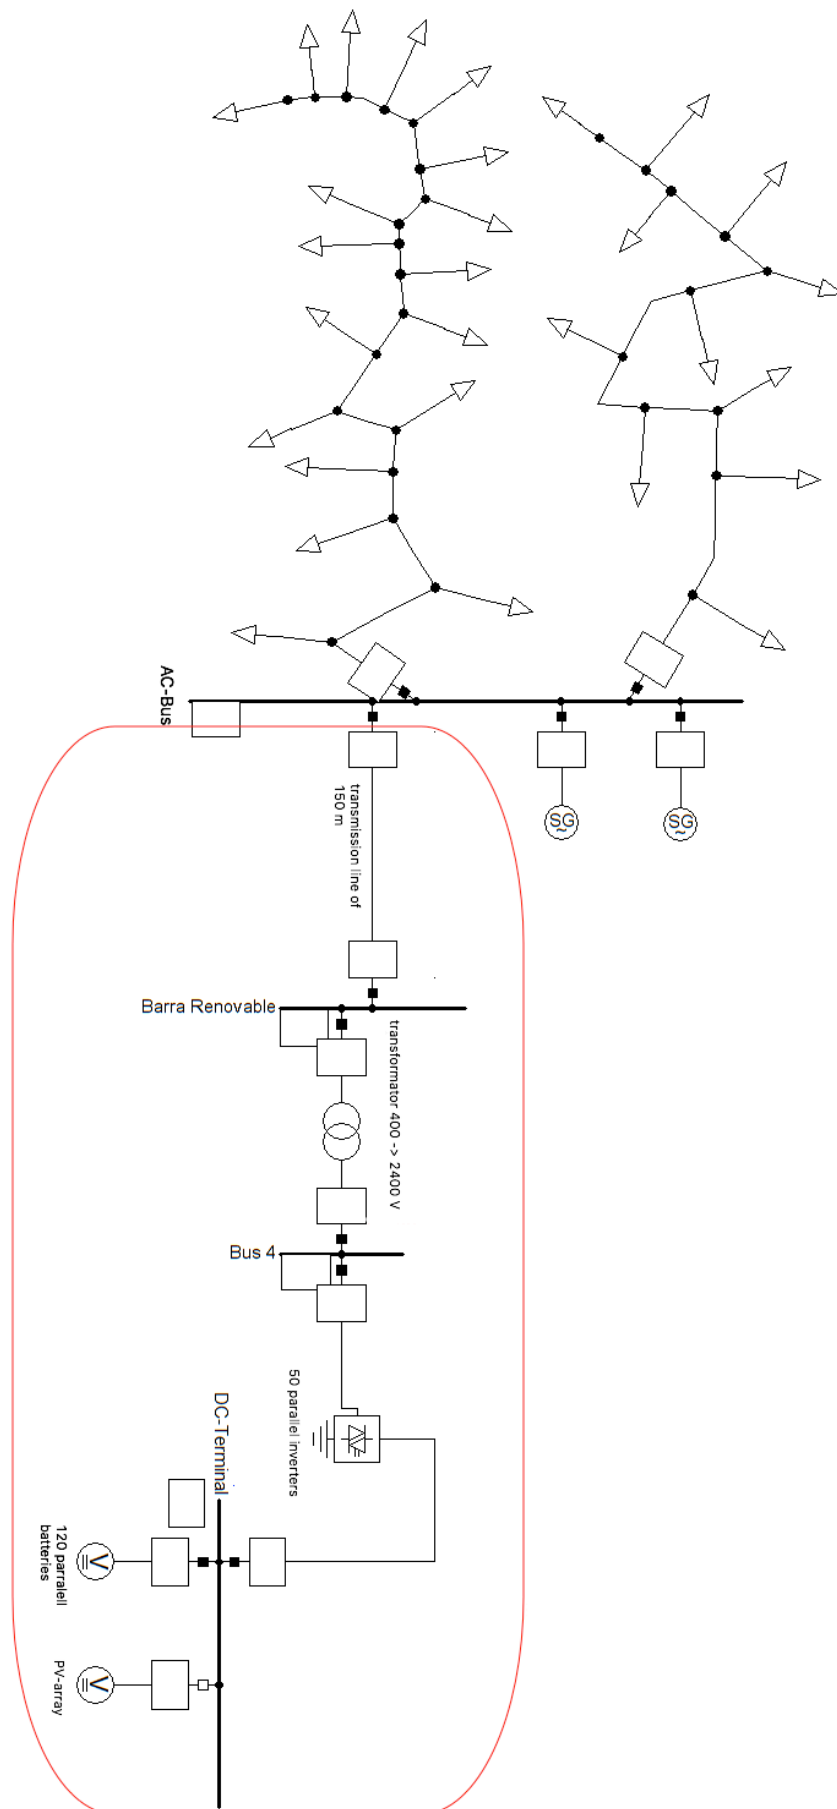 AC-Bus
transmission line of
150 m
SG
~
SG
~
Barra Renovable
transformator 400 -> 2400 V
Bus 4
50 parallel inverters
DC-Terminal
120 parralell
batteries
V
PV-array
V